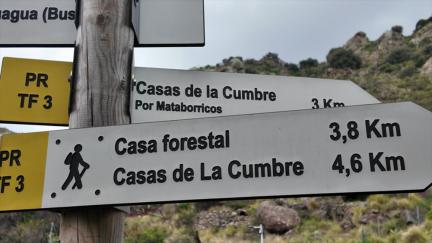 guagua (Bus
PR
TF 3
Casas de la Cumbre
Por Mataborricos
3 Km
PR
TF 3
Casa forestal 3,8 Km
Casas de La Cumbre 4,6 Km